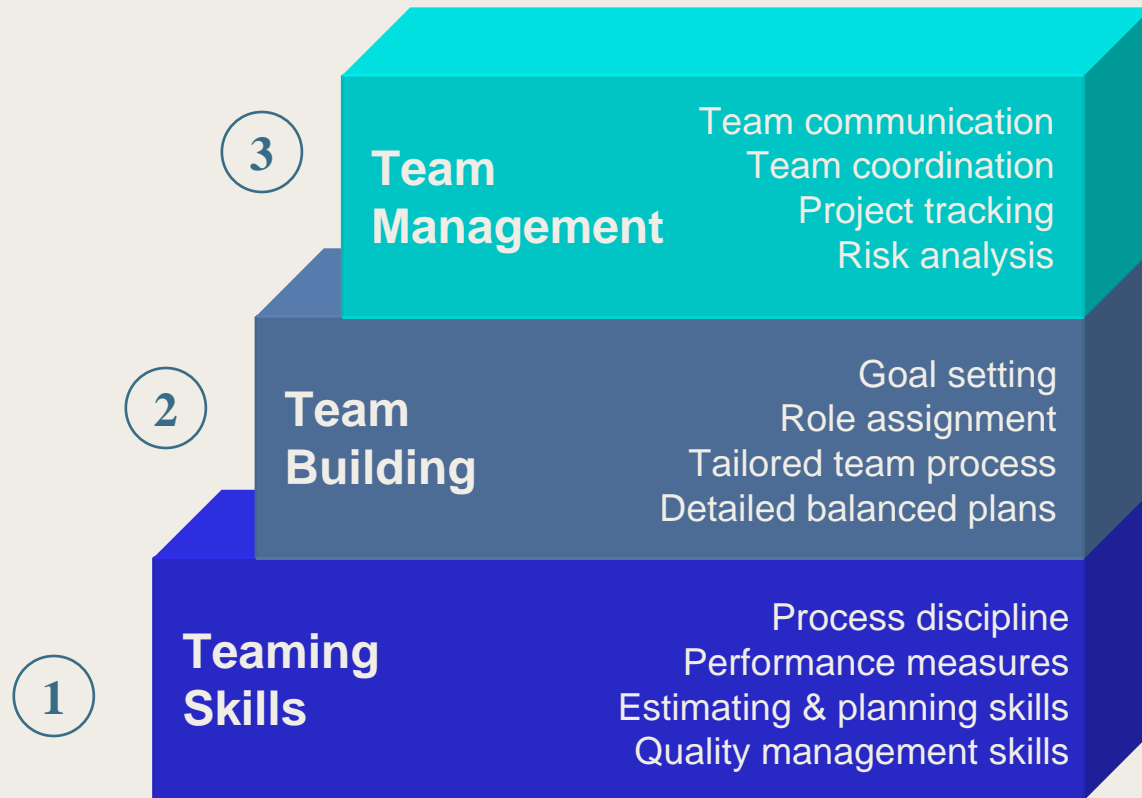 3
Team
Management
Team communication
Team coordination
Project tracking
Risk analysis
2
Team
Building
Goal setting
Role assignment
Tailored team process
Detailed balanced plans
1
Teaming
Skills
Process discipline
Performance measures
Estimating & planning skills
Quality management skills